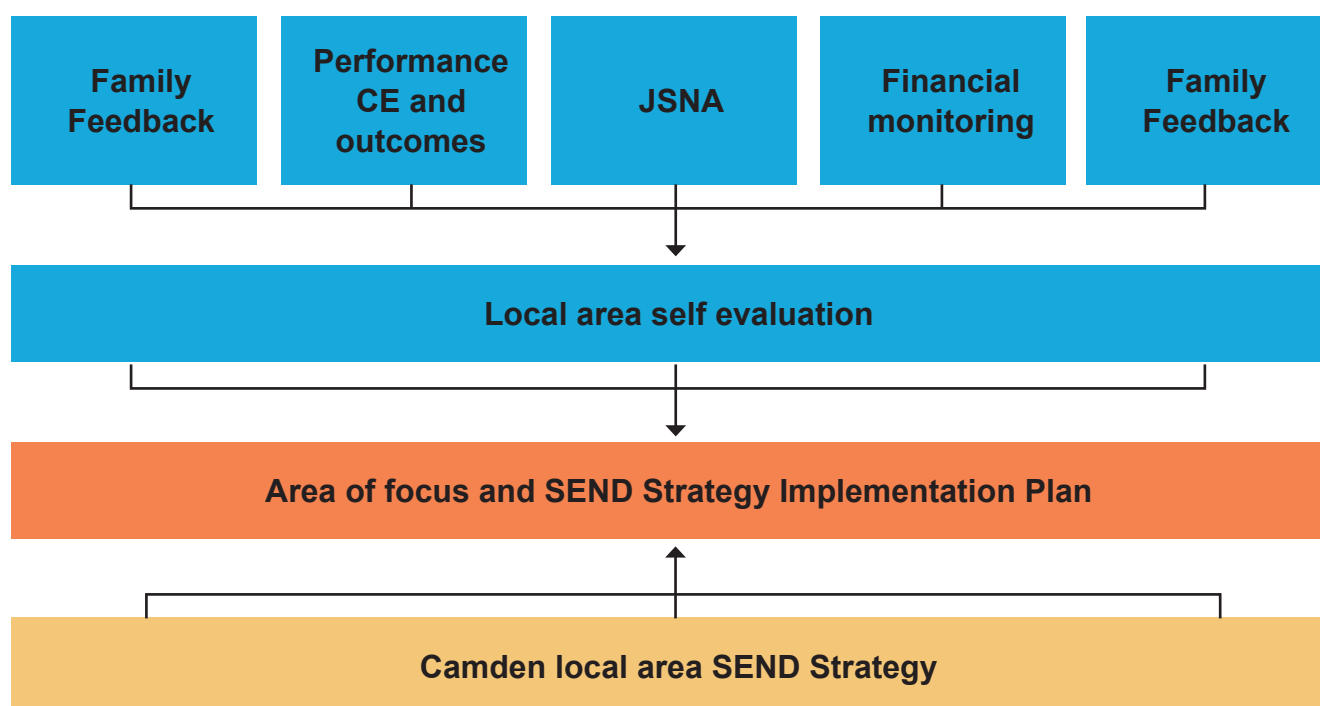 Family
Feedback
Performance
CE and
outcomes
JSNA
Financial
monitoring
Family
Feedback
Local area self evaluation
Area of focus and SEND Strategy Implementation Plan
Camden local area SEND Strategy